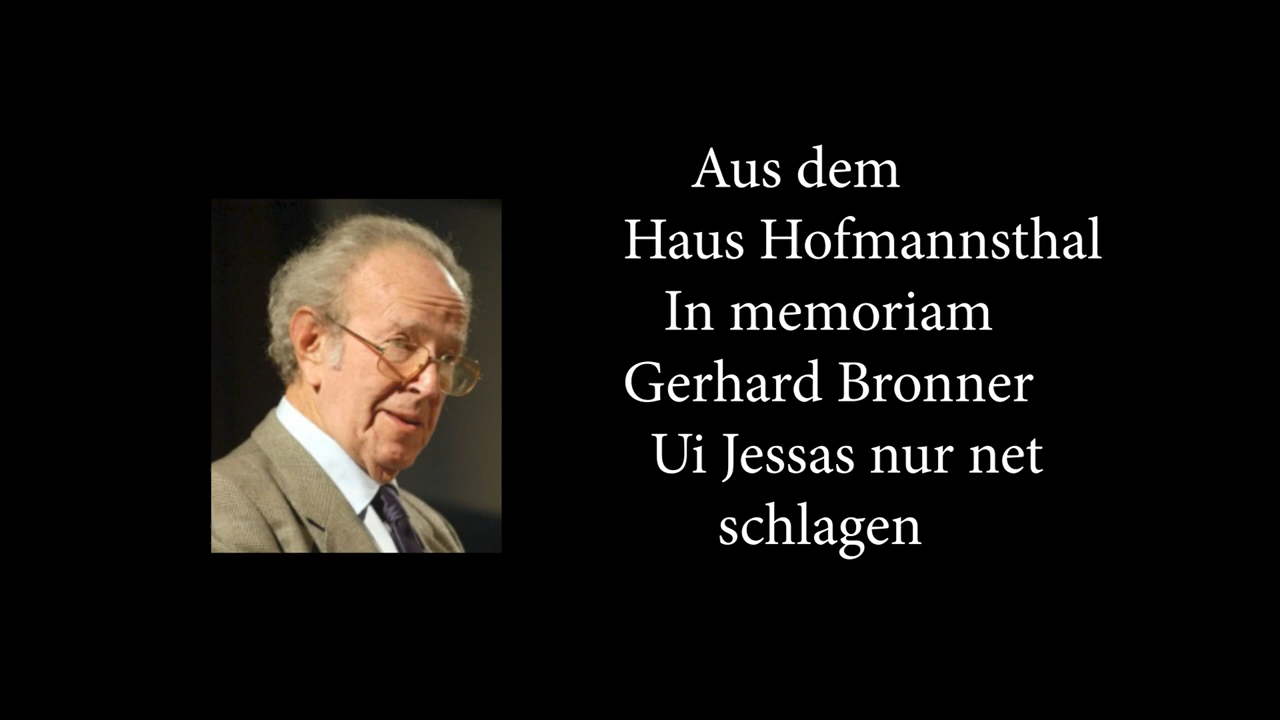 Aus dem
Haus Hofmannsthal
In memoriam
Gerhard Bronner
Ui Jessas nur net
schlagen